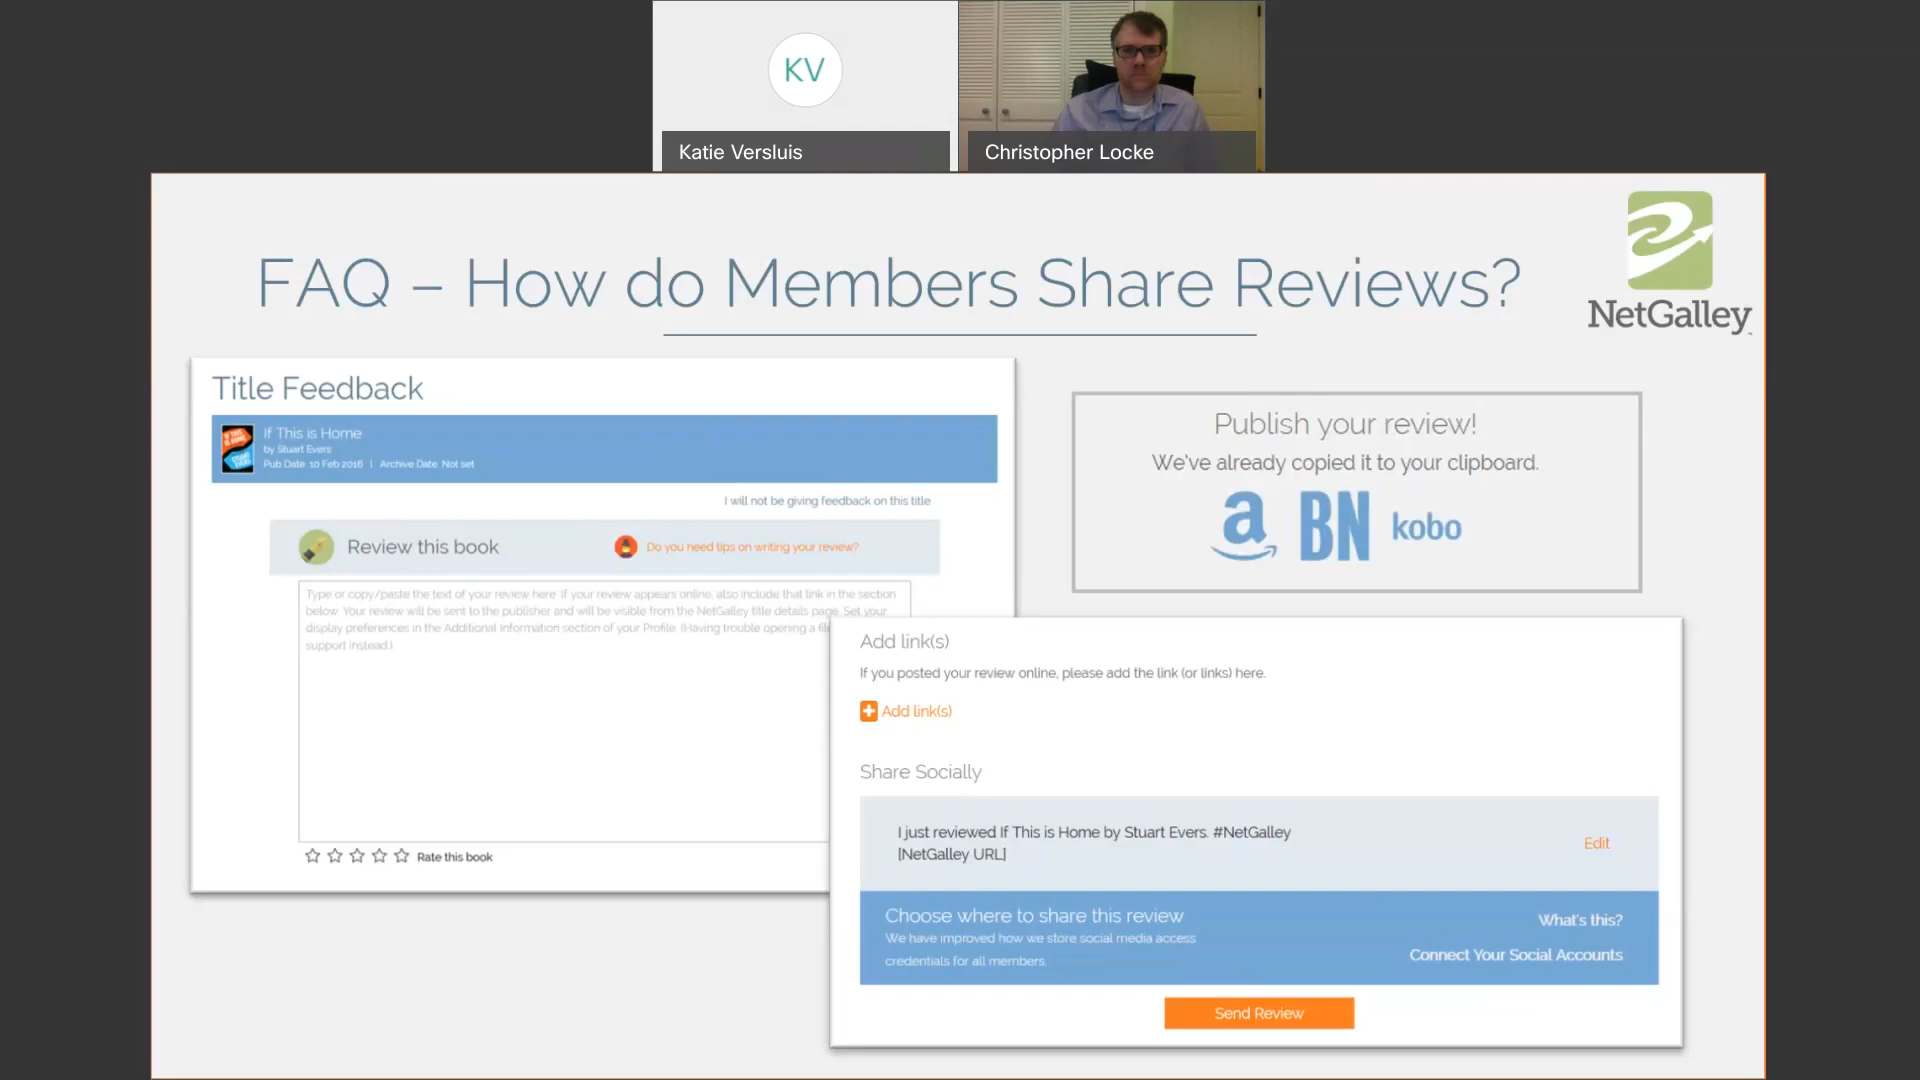 KV
Katie Versluis
Christopher Locke
FAQ – How do Members Share Reviews?
NetGalley
Title Feedback
If This is Home
by Stuart Evers
Pub Date: 10 Feb 2016 | Archive Date: Not set
I will not be giving feedback on this title
Review this book
Do you need tips on writing your review?
Type or copy/paste the text of your review here. If your review appears online, also include that link in the section
below. Your review will be sent to the publisher and will be visible from the NetGalley title details page. Set your
display preferences in the Additional Information section of your Profile. (Having trouble opening a file
support instead.)
Rate this book
Publish your review!
We've already copied it to your clipboard.
a BN kobo
Add link(s)
If you posted your review online, please add the link (or links) here.
Add link(s)
Share Socially
I just reviewed If This is Home by Stuart Evers. #NetGalley
[NetGalley URL]
Edit
Choose where to share this review
We have improved how we store social media access
credentials for all members.
What's this?
Connect Your Social Accounts
Send Review